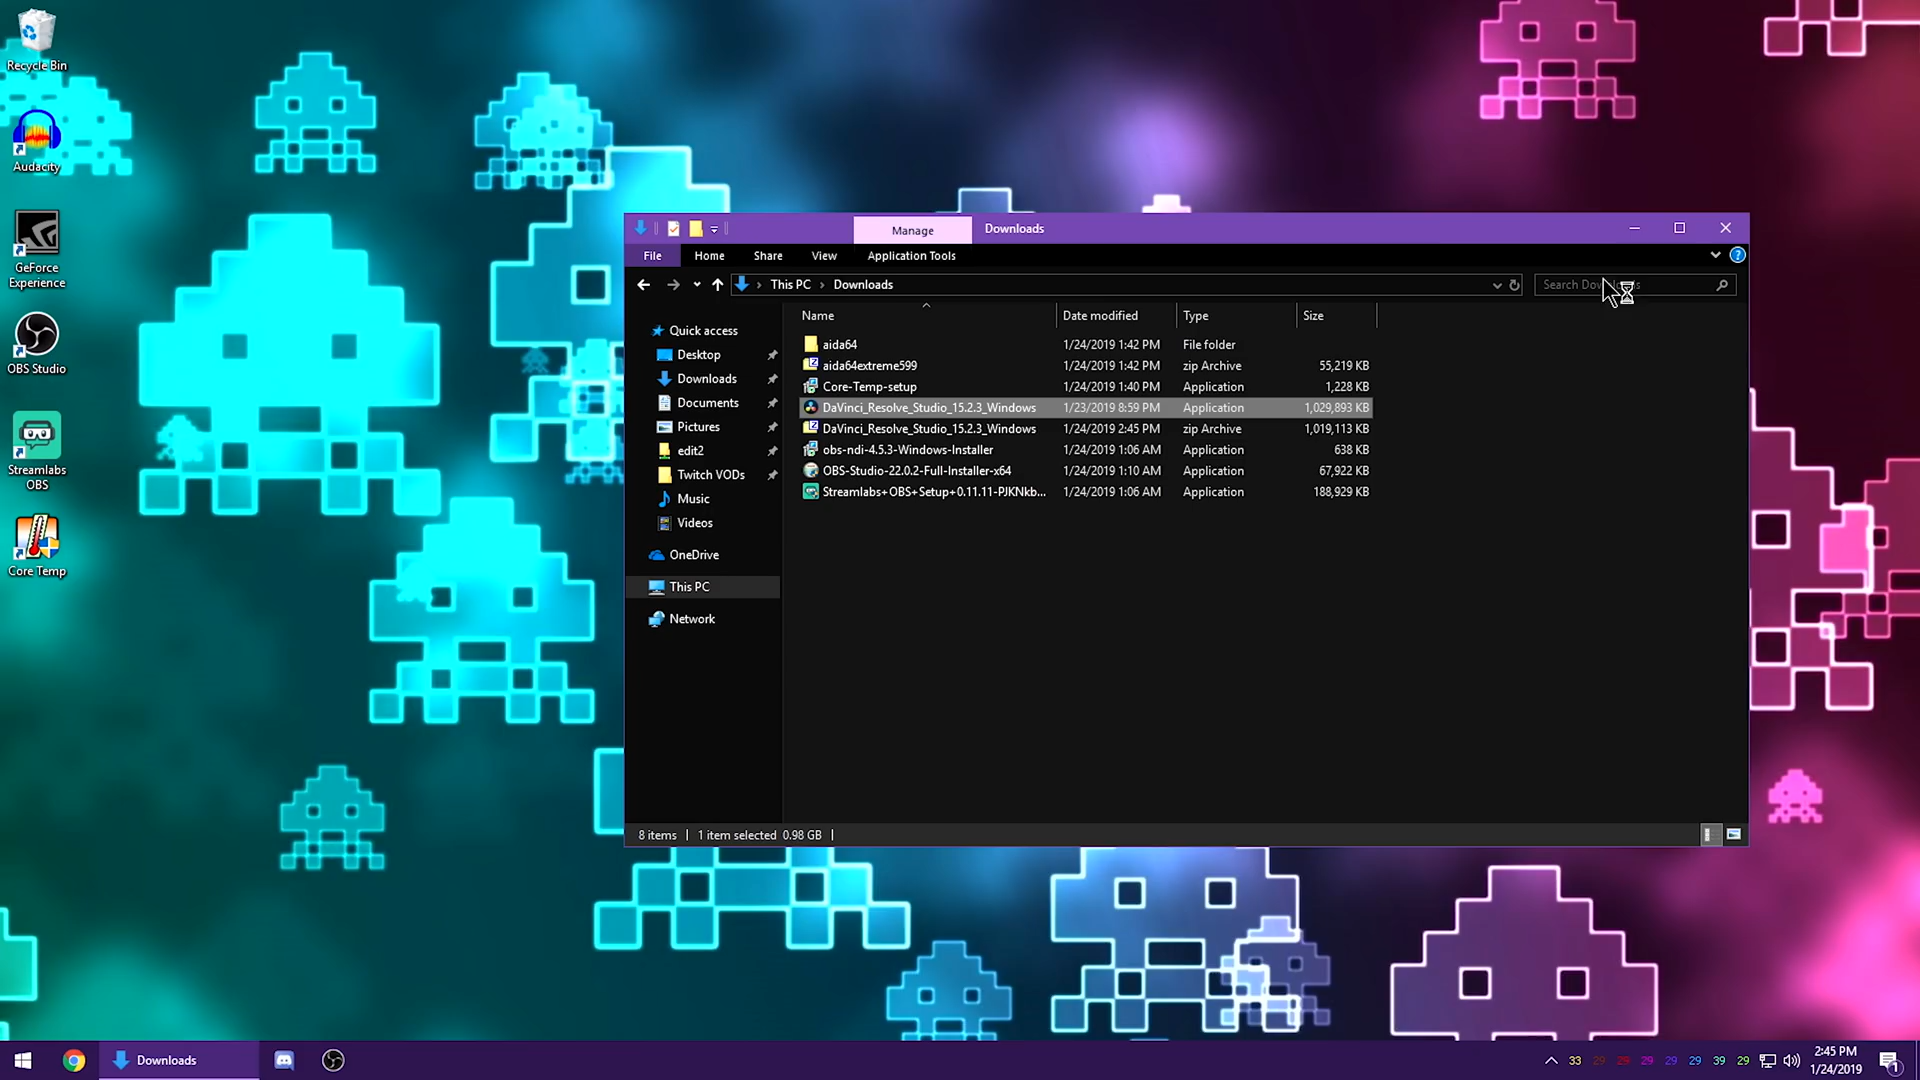 Recycle Bin
Audacity
GeForce
Experience
OBS Studio
Streamlabs
OBS
Core Temp
Manage
Downloads
File
Home
Share
View
Application Tools
This PC
Downloads
Search Downloads
Name
Date modified
Type
Size
Quick access
Desktop
Downloads
Documents
Pictures
edit2
Twitch VODs
Music
Videos
OneDrive
This PC
Network
aida64 1/24/2019 1:42 PM File folder
aida64extreme599 1/24/2019 1:42 PM zip Archive 55,219 KB
Core-Temp-setup 1/24/2019 1:40 PM Application 1,228 KB
DaVinci_Resolve_Studio_15.2.3_Windows 1/23/2019 8:59 PM Application 1,029,893 KB
DaVinci_Resolve_Studio_15.2.3_Windows 1/24/2019 2:45 PM zip Archive 1,019,113 KB
obs-ndi-4.5.3-Windows-Installer 1/24/2019 1:06 AM Application 638 KB
OBS-Studio-22.0.2-Full-Installer-x64 1/24/2019 1:10 AM Application 67,922 KB
Streamlabs+OBS+Setup+0.11.11-PJKNkb... 1/24/2019 1:06 AM Application 188,929 KB
8 items 1 item selected 0.98 GB
Downloads
33 29 29 29 29 29 39 29
2:45 PM
1/24/2019
1